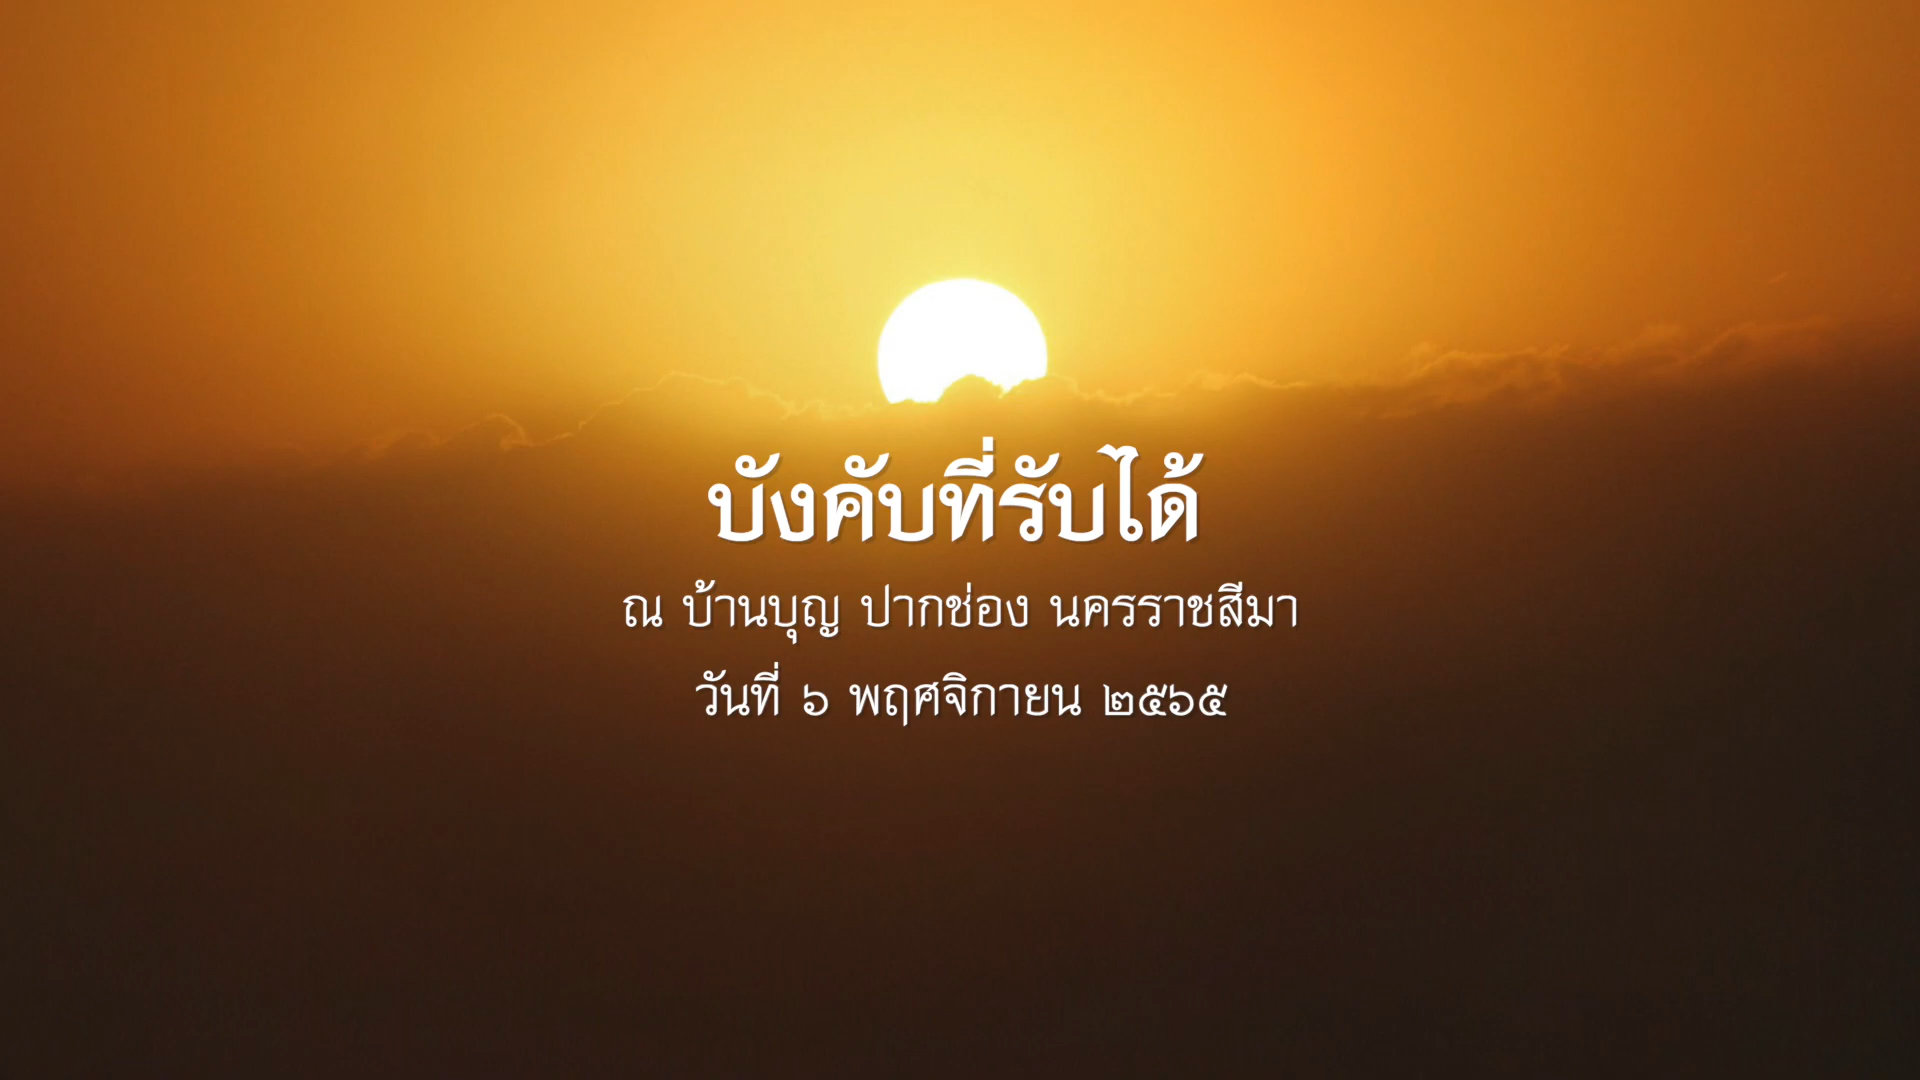 บังคับที่รับได้
ณ บ้านบุญ ปากช่อง นครราชสีมา
วันที่ ๖ พฤศจิกายน ๒๕๖๕